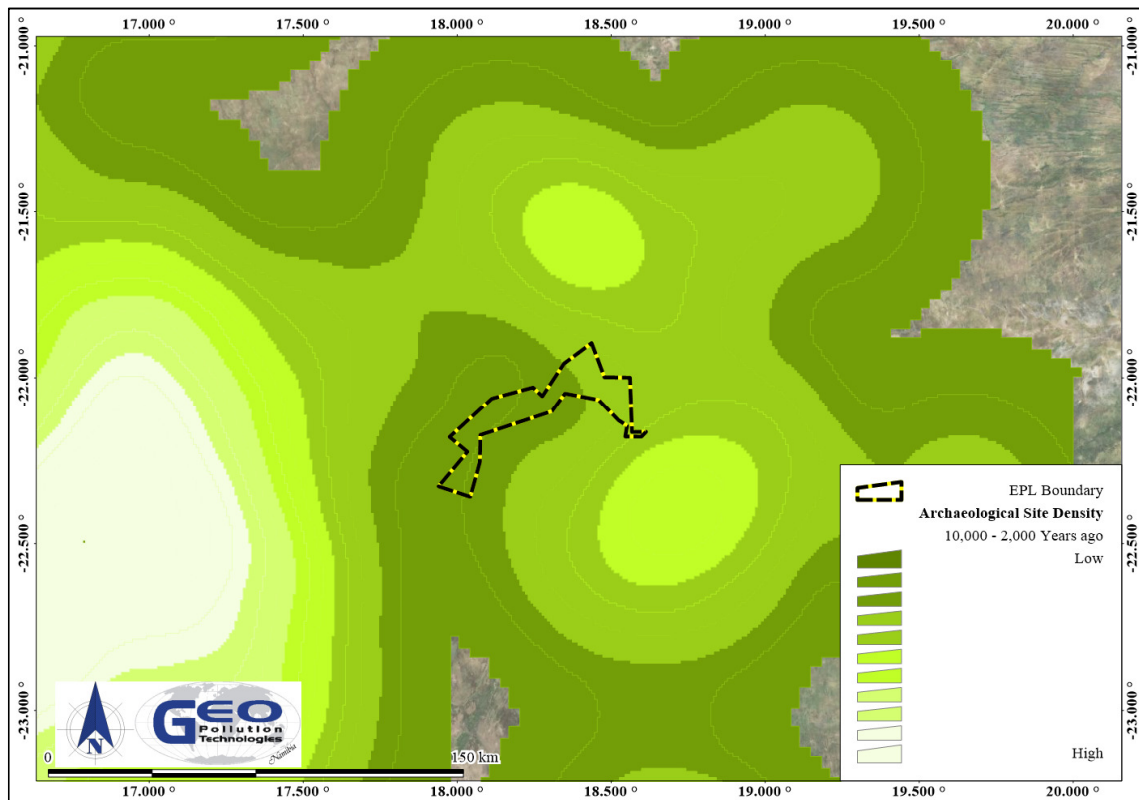 17.000 ° 17.500 ° 18.000 ° 18.500 ° 19.000 ° 19.500 ° 20.000 °
-21.000 ° -21.000 °
-21.500 ° -21.500 °
-22.000 ° -22.000 °
-22.500 ° -22.500 °
-23.000 ° -23.000 °
EPL Boundary
Archaeological Site Density
10,000 - 2,000 Years ago
Low
High
N
GEO
Pollution
Technologies
Namibia
0 150 km
17.000 ° 17.500 ° 18.000 ° 18.500 ° 19.000 ° 19.500 ° 20.000 °